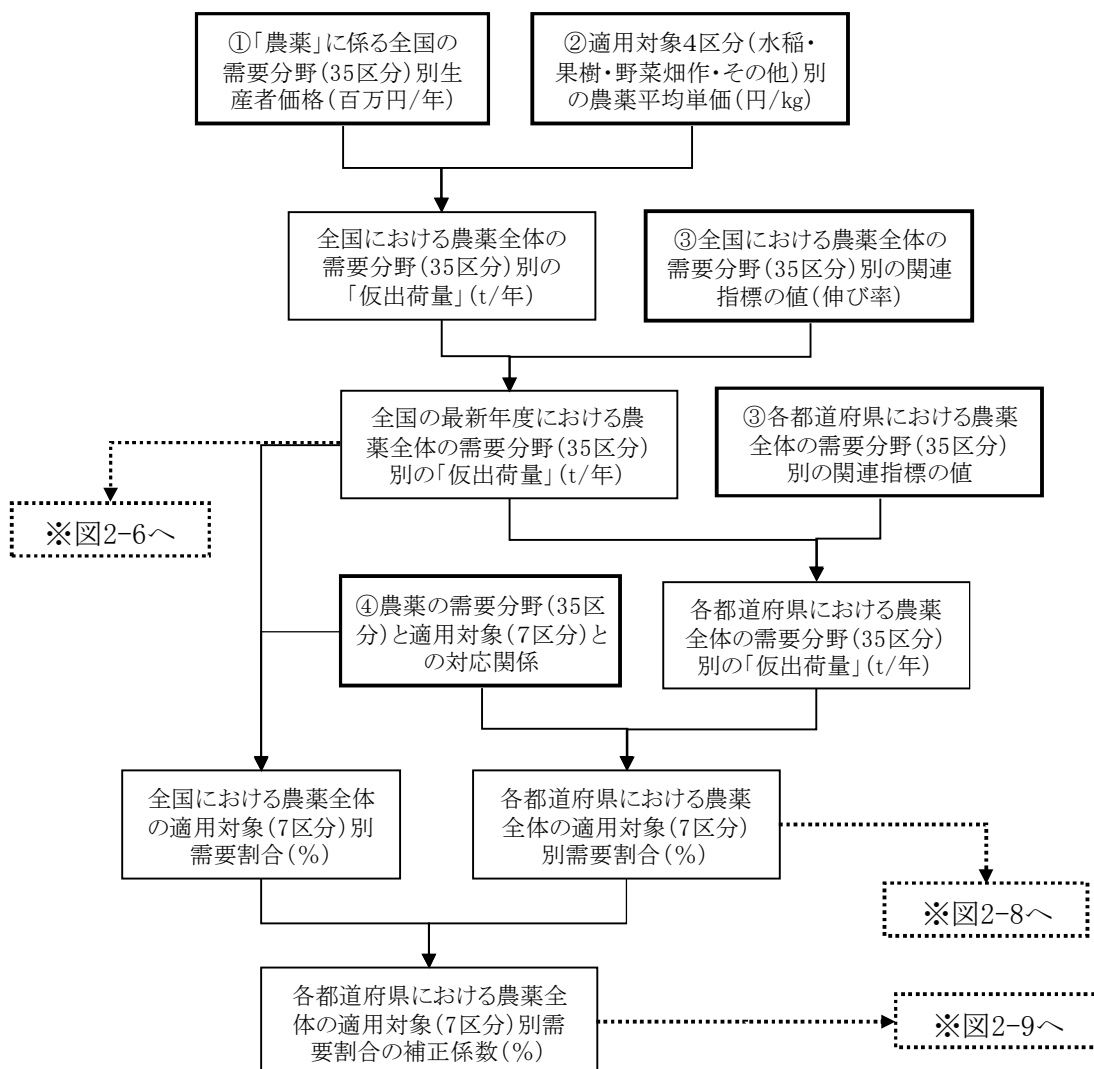 ①「農薬」に係る全国の
需要分野(35区分)別生
産者価格(百万円/年)
②適用対象4区分(水稲・
果樹・野菜畑作・その他)別
の農薬平均単価(円/kg)
全国における農薬全体の
需要分野(35区分)別の
「仮出荷量」(t/年)
③全国における農薬全体の
需要分野(35区分)別の関連
指標の値(伸び率)
全国の最新年度における農
薬全体の需要分野(35区分)
別の「仮出荷量」(t/年)
③各都道府県における農薬
全体の需要分野(35区分)
別の関連指標の値
※図2-6へ
④農薬の需要分野(35区
分)と適用対象(7区分)と
の対応関係
各都道府県における農薬
全体の需要分野(35区分)
別の「仮出荷量」(t/年)
全国における農薬全体
の適用対象(7区分)別
需要割合(%)
各都道府県における農薬
全体の適用対象(7区分)
別需要割合(%)
※図2-8へ
各都道府県における農薬全
体の適用対象(7区分)別需
要割合の補正係数(%)
※図2-9へ